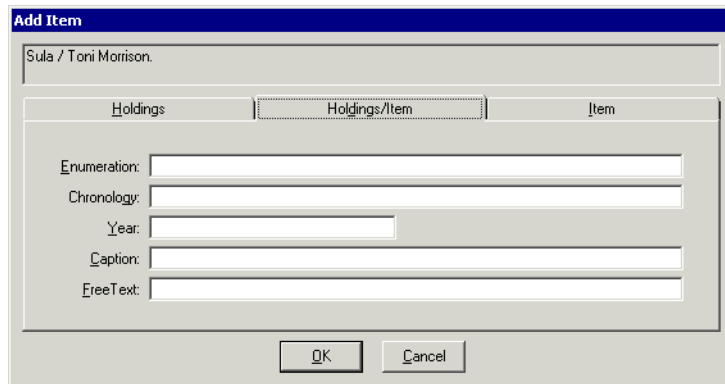 Add Item
Sula / Toni Morrison.
Holdings Holdings/Item Item
Enumeration:
Chronology:
Year:
Caption:
FreeText:
OK Cancel